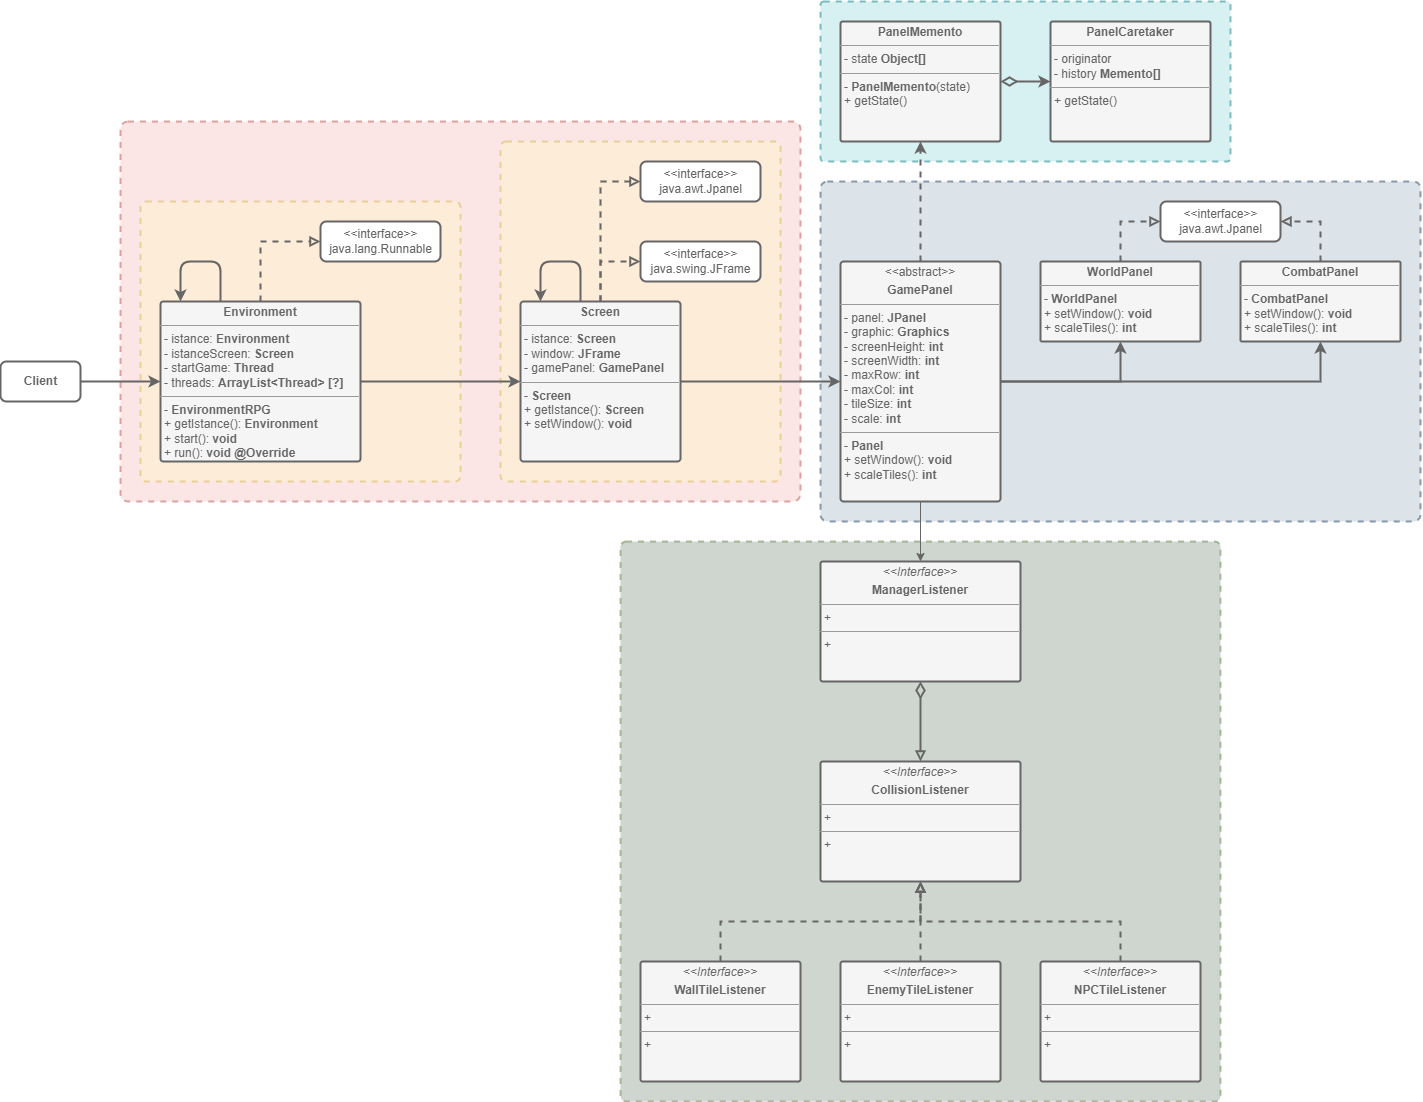 PanelMemento
- state Object[]
- PanelMemento(state)
+ getState()
PanelCaretaker
- originator
- history Memento[]
+ getState()
<<interface>>
java.awt.Jpanel
<<interface>>
java.swing.JFrame
<<interface>>
java.lang.Runnable
<<interface>>
java.awt.Jpanel
Client
Environment
- istance: Environment
- istanceScreen: Screen
- startGame: Thread
- threads: ArrayList<Thread> [?]
- EnvironmentRPG
+ getIstance(): Environment
+ start(): void
+ run(): void @Override
Screen
- istance: Screen
- window: JFrame
- gamePanel: GamePanel
- Screen
+ getIstance(): Screen
+ setWindow(): void
<<abstract>>
GamePanel
- panel: JPanel
- graphic: Graphics
- screenHeight: int
- screenWidth: int
- maxRow: int
- maxCol: int
- tileSize: int
- scale: int
- Panel
+ setWindow(): void
+ scaleTiles(): int
WorldPanel
- WorldPanel
+ setWindow(): void
+ scaleTiles(): int
CombatPanel
- CombatPanel
+ setWindow(): void
+ scaleTiles(): int
<<Interface>>
ManagerListener
+
+
<<Interface>>
CollisionListener
+
+
<<Interface>>
WallTileListener
+
+
<<Interface>>
EnemyTileListener
+
+
<<Interface>>
NPCTileListener
+
+